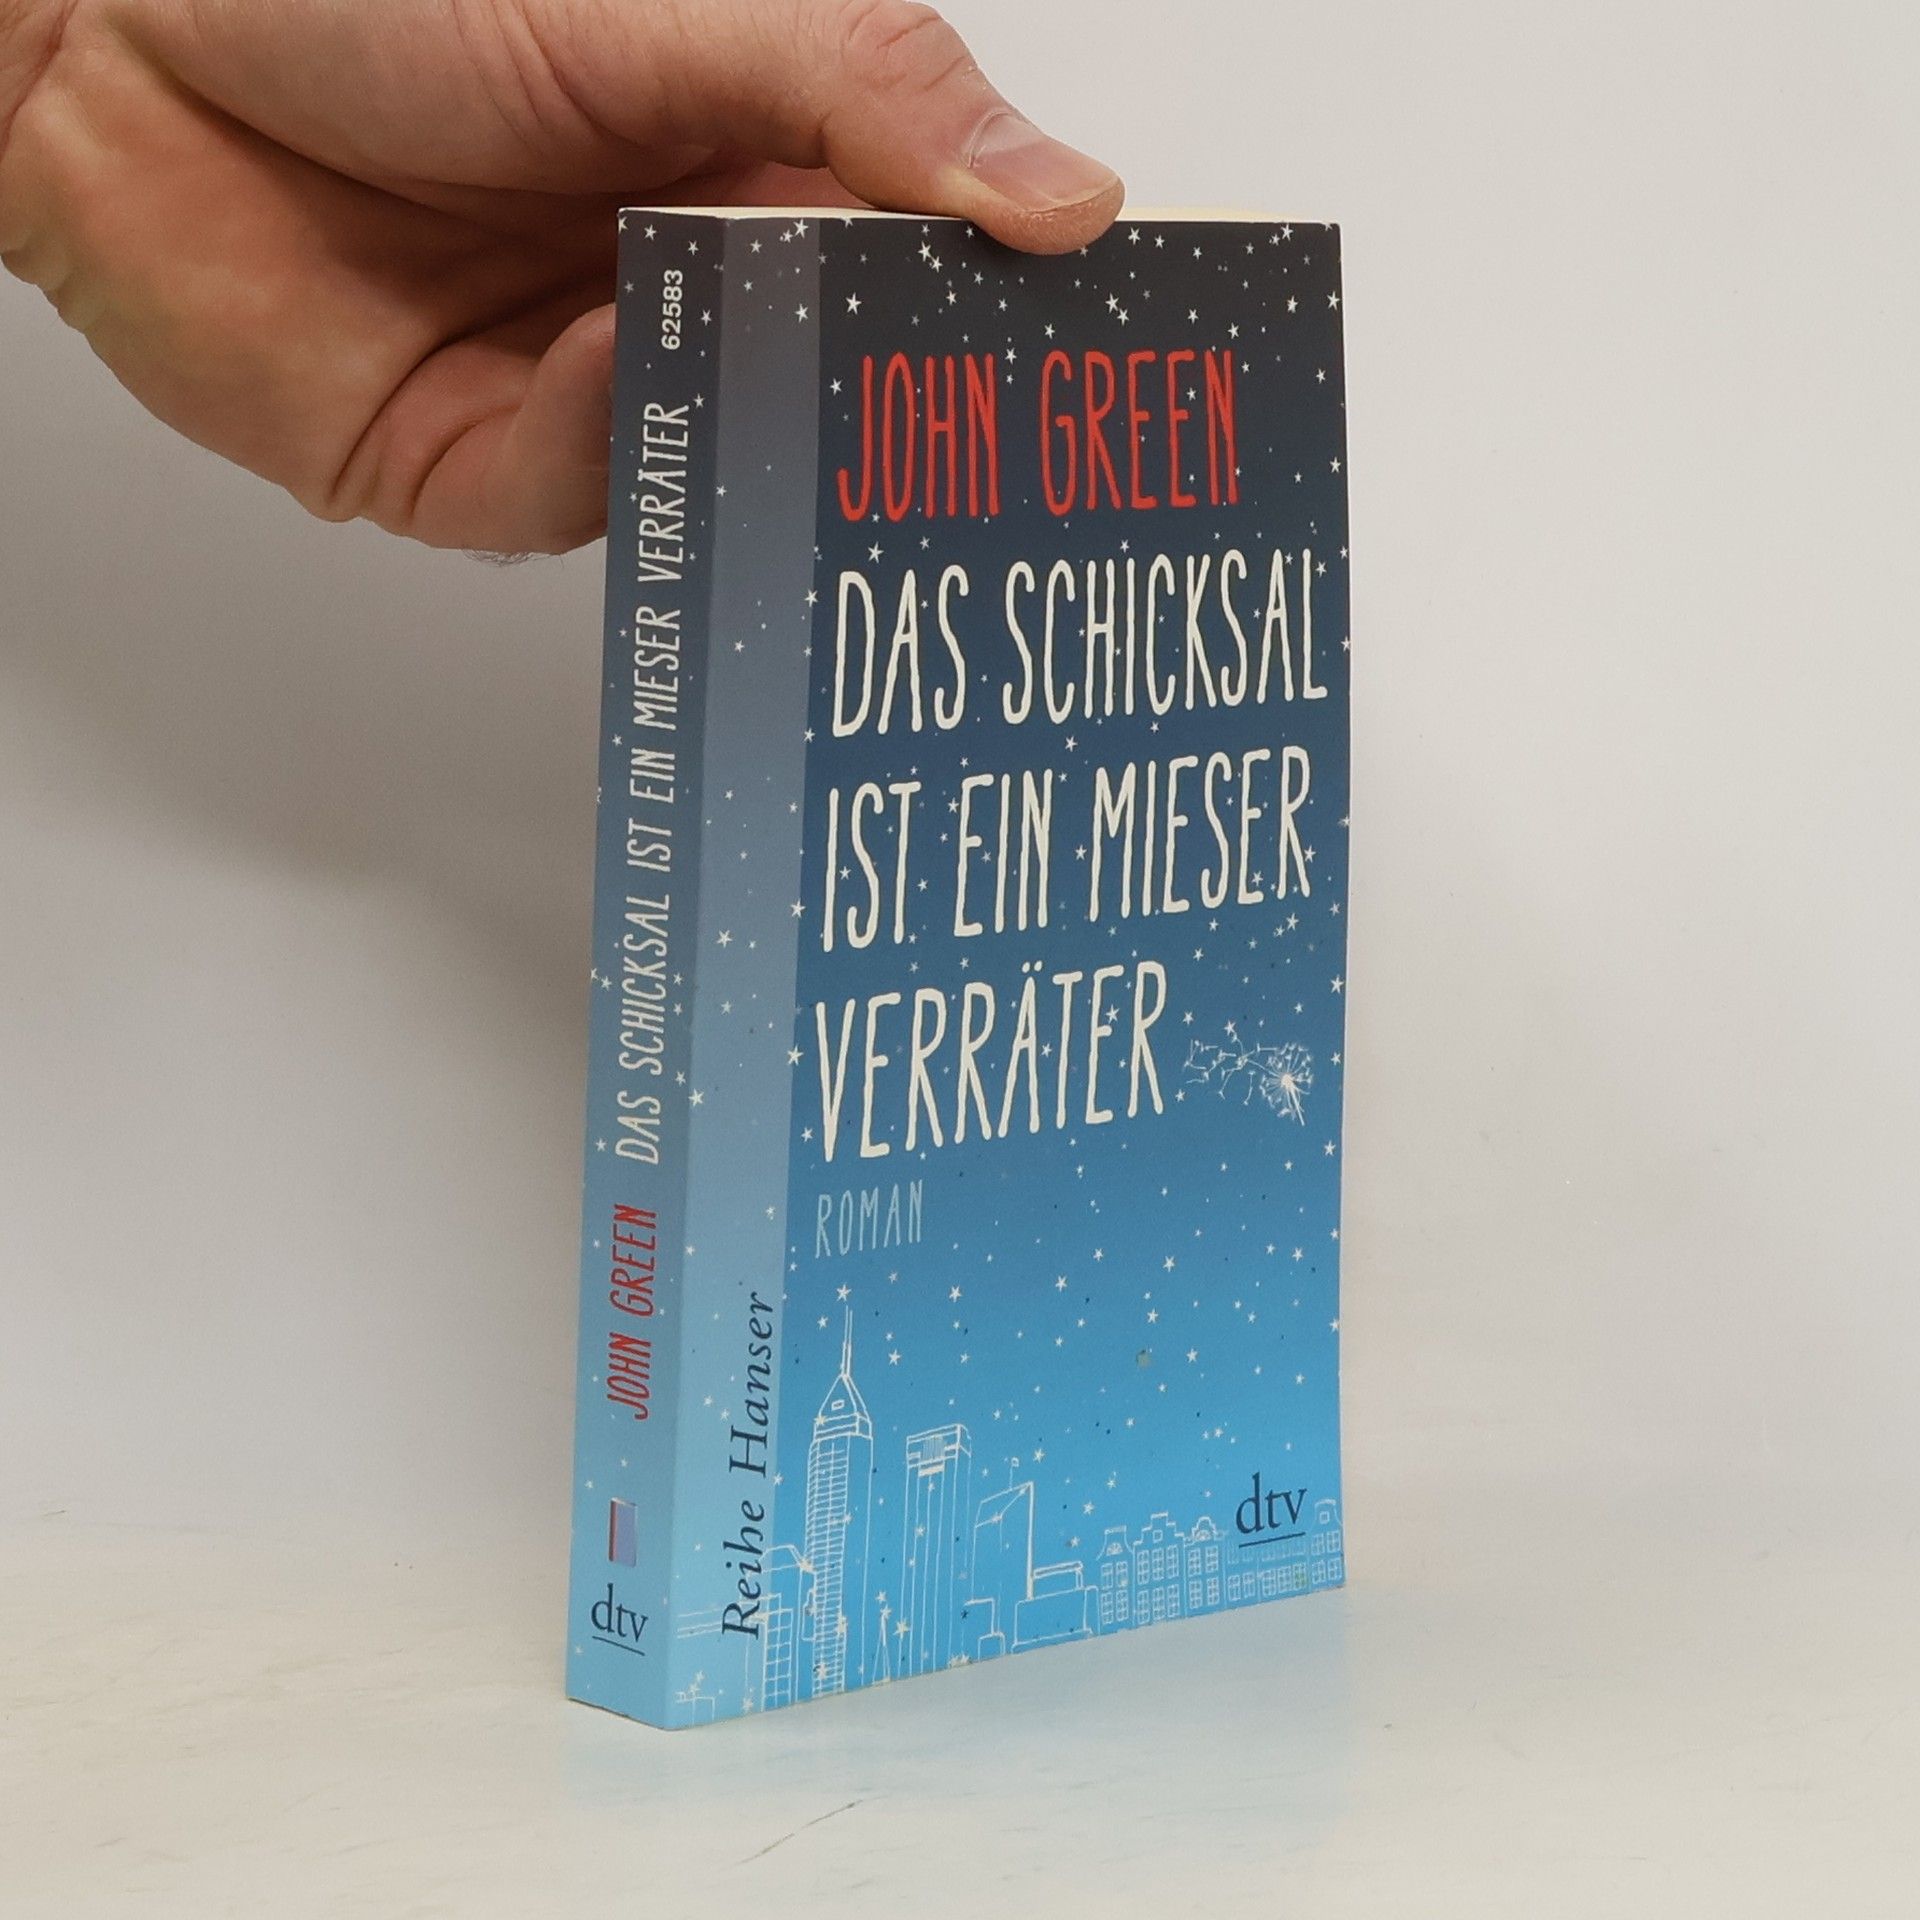 62583
DAS SCHICKSAL IST EIN MIESER VERRÄTER
JOHN GREEN
dtv
Reihe Hanser
JOHN GREEN
DAS SCHICKSAL
IST EIN MIESER
VERRÄTER
ROMAN
dtv